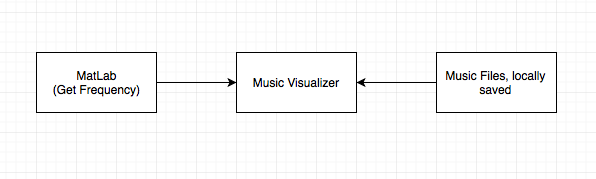 MatLab
(Get Frequency)
Music Visualizer
Music Files, locally
saved